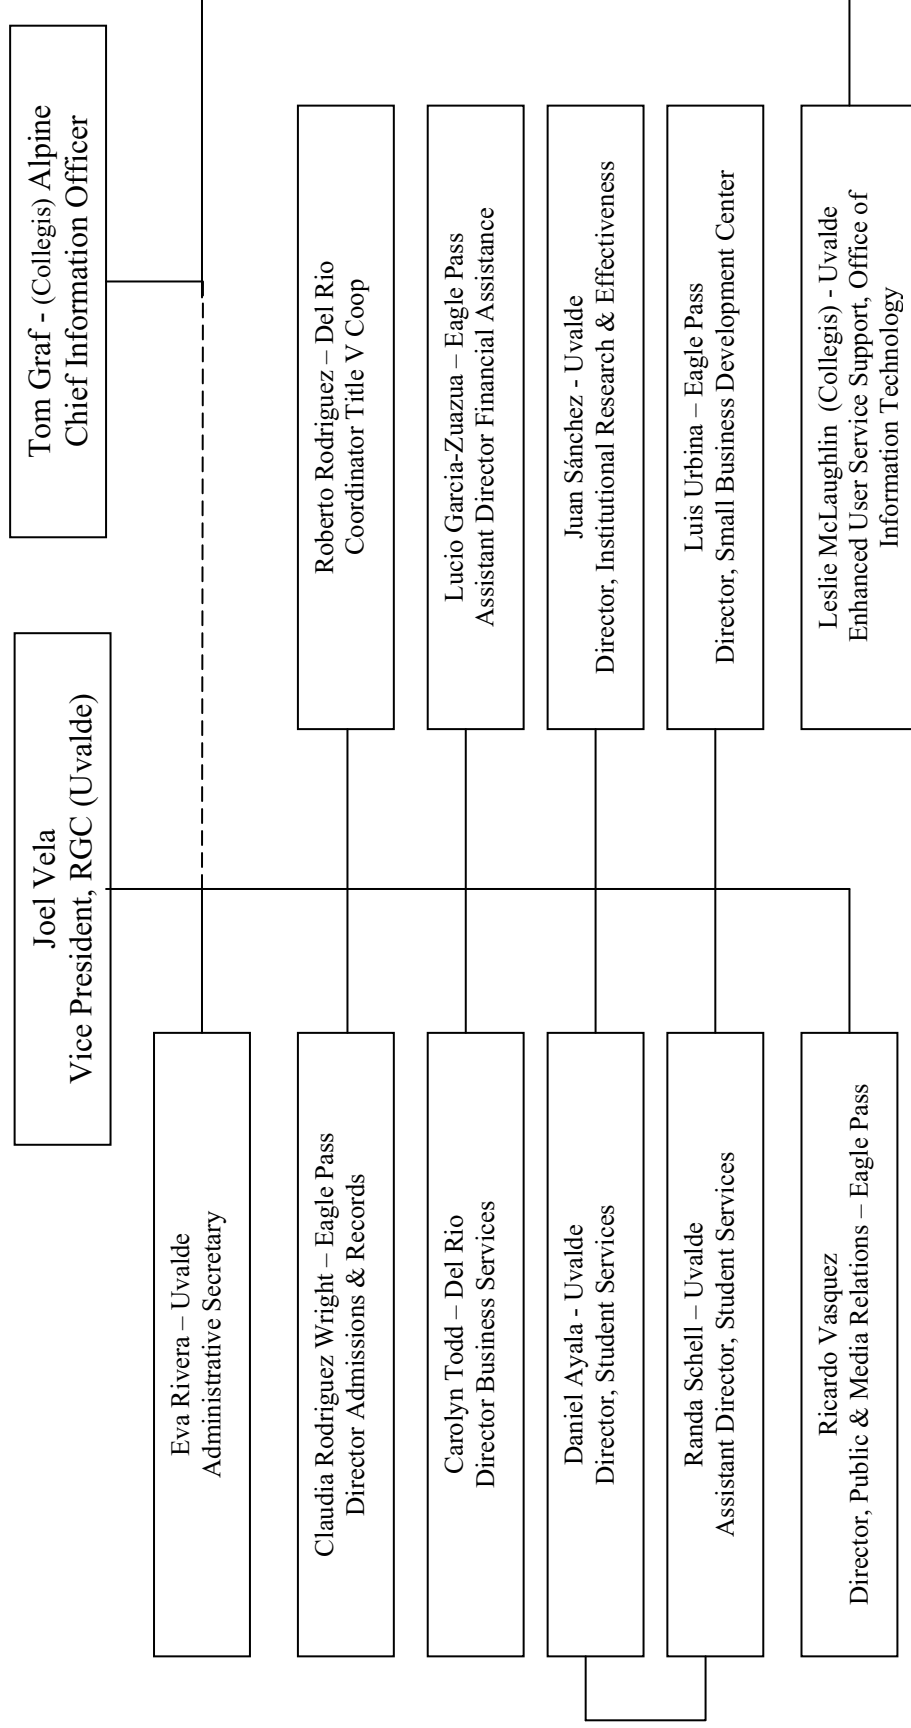 Joel Vela
Vice President, RGC (Uvalde)
Tom Graf - (Collegis) Alpine
Chief Information Officer
Eva Rivera – Uvalde
Administrative Secretary
Claudia Rodriguez Wright – Eagle Pass
Director Admissions & Records
Roberto Rodriguez – Del Rio
Coordinator Title V Coop
Carolyn Todd – Del Rio
Director Business Services
Lucio Garcia-Zuazua – Eagle Pass
Assistant Director Financial Assistance
Daniel Ayala - Uvalde
Director, Student Services
Juan Sánchez - Uvalde
Director, Institutional Research & Effectiveness
Randa Schell – Uvalde
Assistant Director, Student Services
Luis Urbina – Eagle Pass
Director, Small Business Development Center
Ricardo Vasquez
Director, Public & Media Relations – Eagle Pass
Leslie McLaughlin (Collegis) - Uvalde
Enhanced User Service Support, Office of
Information Technology